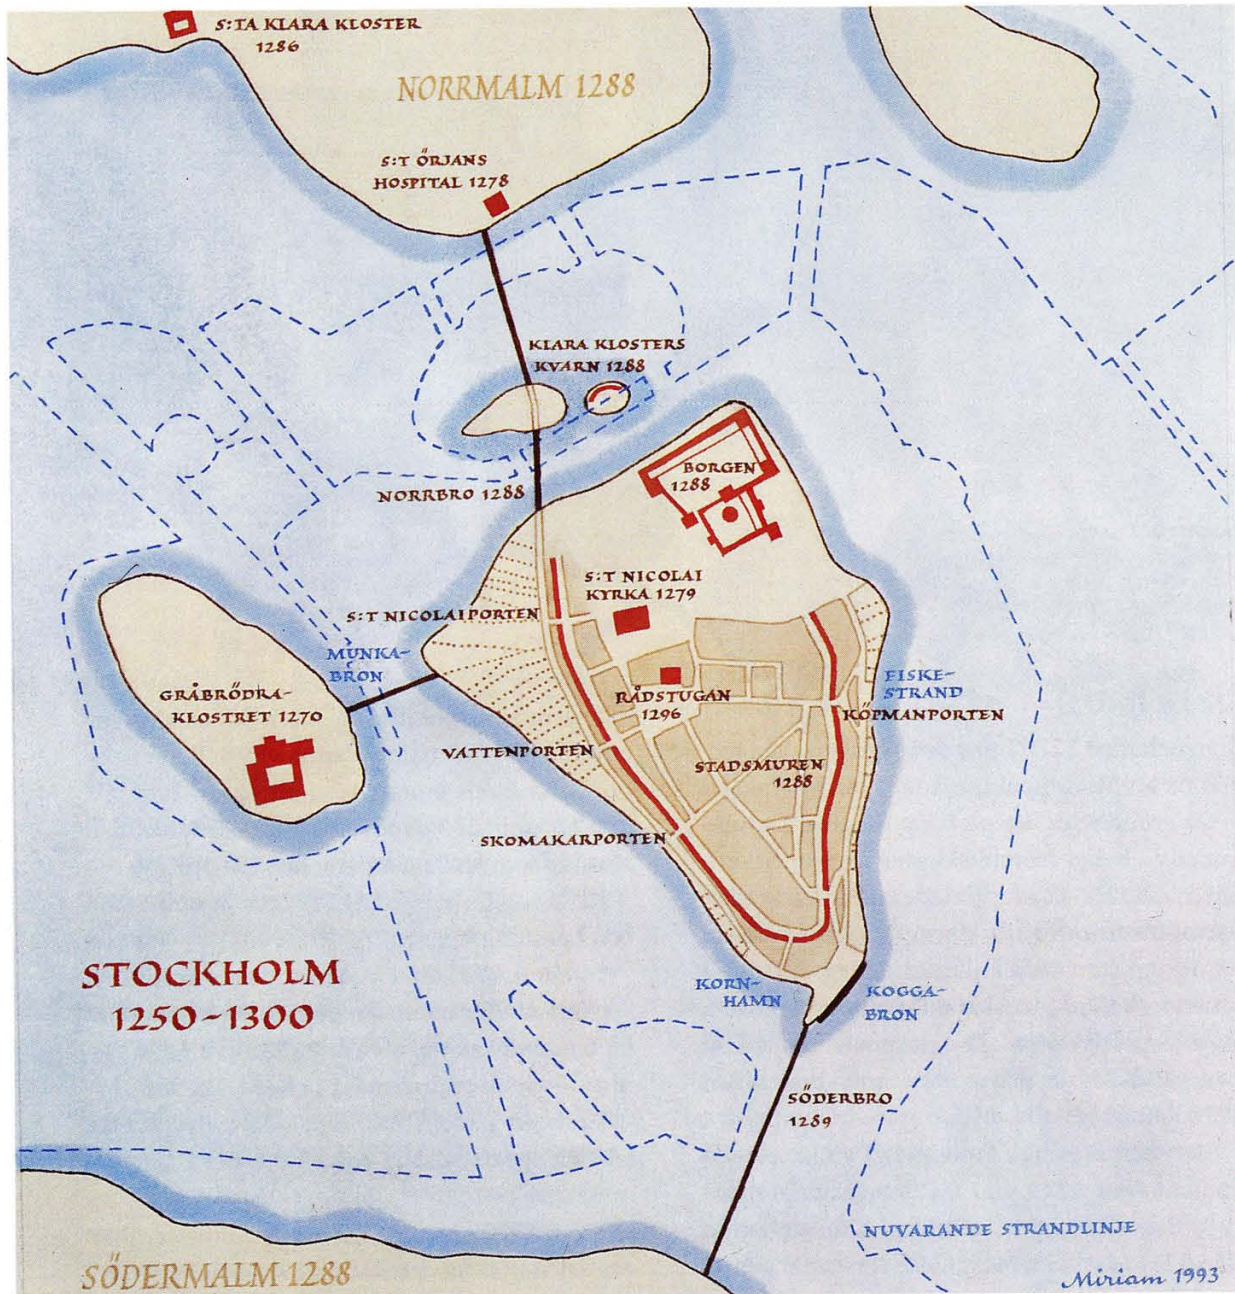 S:TA KLARA KLOSTER
1286
NORRMALM 1288
S:T ÖRJANS
HOSPITAL 1278
KLARA KLOSTERS
KVARN 1288
BORGEN
1288
NORRBRO 1288
S:T NICOLAI
KYRKA 1279
S:T NICOLAIPORTEN
MUNKA-
BRON
GRÅBRÖDRA-
KLOSTRET 1270
RÅDSTUGAN
1296
FISKE-
STRAND
KÖPMANPORTEN
VATTENPORTEN
STADSMUREN
1288
SKOMAKARPORTEN
STOCKHOLM
1250-1300
KORN-
HAMN
KOGGA-
BRON
SÖDERBRO
1289
NUVARANDE STRANDLINJE
SÖDERMALM 1288
Miriam 1993